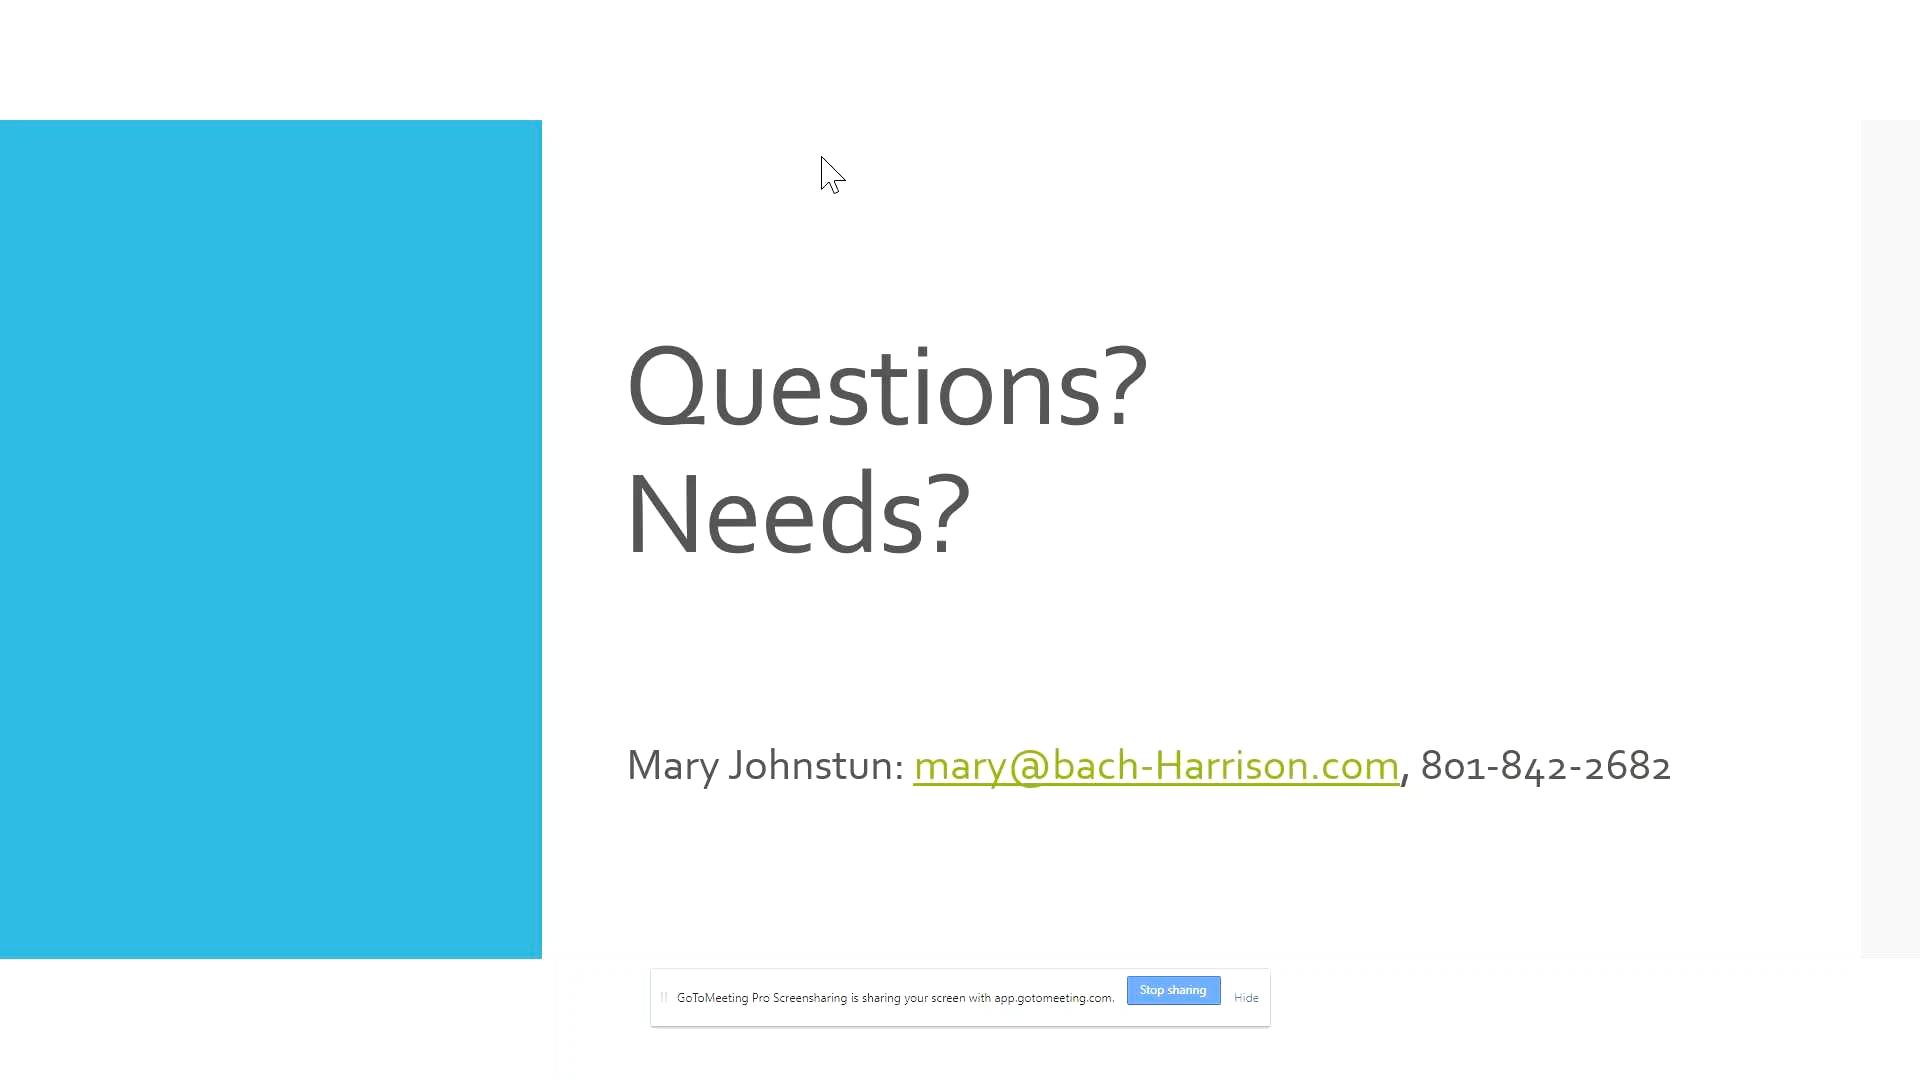 Questions?
Needs?
Mary Johnstun: mary@bach-Harrison.com, 801-842-2682
GoToMeeting Pro Screensharing is sharing your screen with app.gotomeeting.com.
Stop sharing
Hide